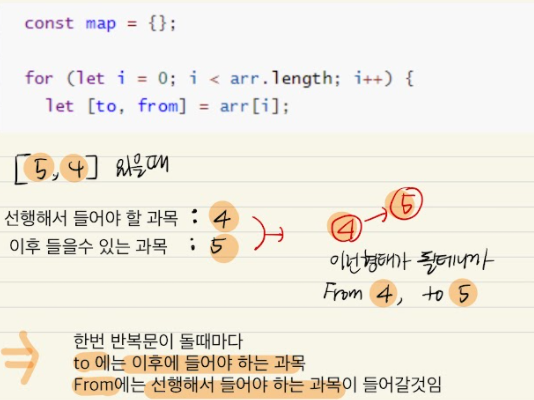 const map = {};
for (let i = 0; i < arr.length; i++) {
let [to, from] = arr[i];
[5, 4] 있을때
선행해서 들어야 할 과목 : 4
이후 들을수 있는 과목 : 5
4 → 5
이런형태가 될테니까
From 4, to 5
한번 반복문이 돌때마다
to 에는 이후에 들어야 하는 과목
From에는 선행해서 들어야 하는 과목이 들어갈것임